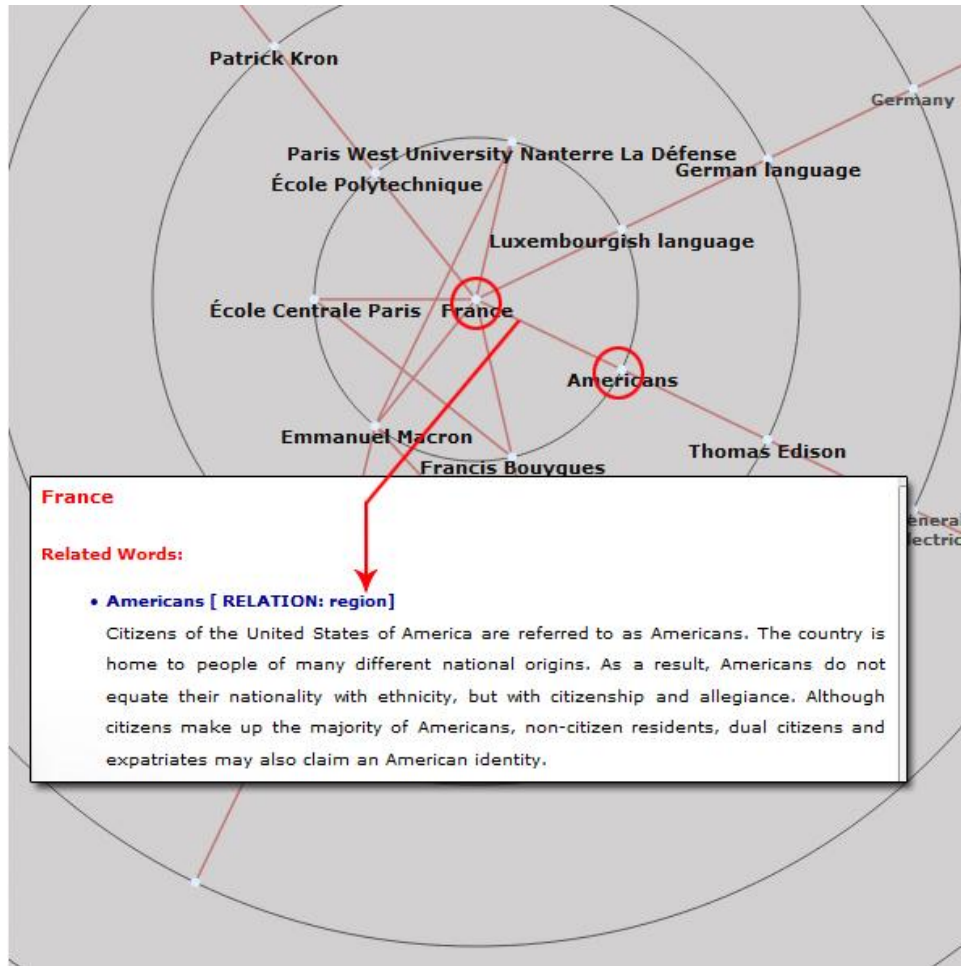 Patrick Kron
Germany
Paris West University Nanterre La Défense
German language
École Polytechnique
Luxembourgish language
École Centrale Paris
France
Americans
Emmanuel Macron
Thomas Edison
Francis Bouygues
France
eneral
lectric
Related Words:
• Americans [ RELATION: region]
Citizens of the United States of America are referred to as Americans. The country is
home to people of many different national origins. As a result, Americans do not
equate their nationality with ethnicity, but with citizenship and allegiance. Although
citizens make up the majority of Americans, non-citizen residents, dual citizens and
expatriates may also claim an American identity.